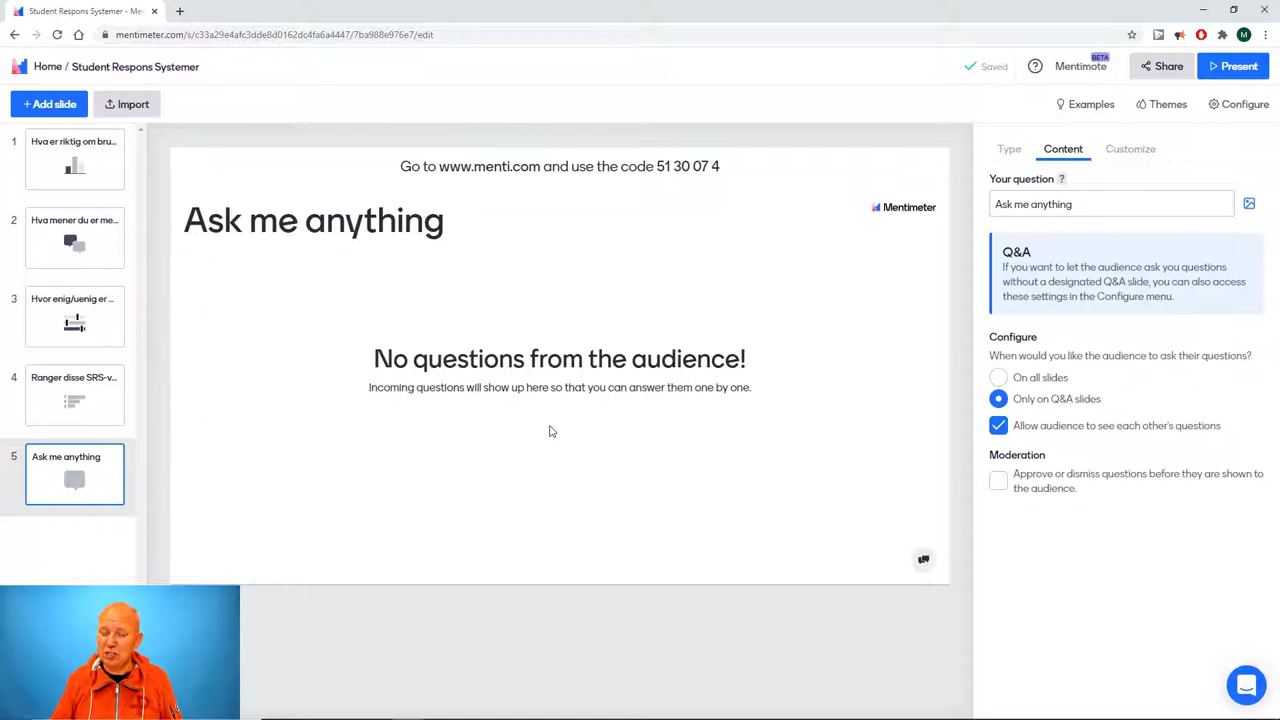 Student Respons Systemer - Me
mentimeter.com/s/c33a29e4afc3dde8d0162dc4fa6a4447/7ba988e976e7/edit
M
Home / Student Respons Systemer
Saved
BETA
Mentimote
Share
Present
+ Add slide
Import
Examples
Themes
Configure
1
Hva er riktig om bru...
2
Hva mener du er me...
3
Hvor enig/uenig er ...
4
Ranger disse SRS-v...
5
Ask me anything
Go to www.menti.com and use the code 51 30 07 4
Mentimeter
Ask me anything
No questions from the audience!
Incoming questions will show up here so that you can answer them one by one.
Type
Content
Customize
Your question ?
Ask me anything
Q&A
If you want to let the audience ask you questions
without a designated Q&A slide, you can also access
these settings in the Configure menu.
Configure
When would you like the audience to ask their questions?
On all slides
Only on Q&A slides
Allow audience to see each other's questions
Moderation
Approve or dismiss questions before they are shown to
the audience.